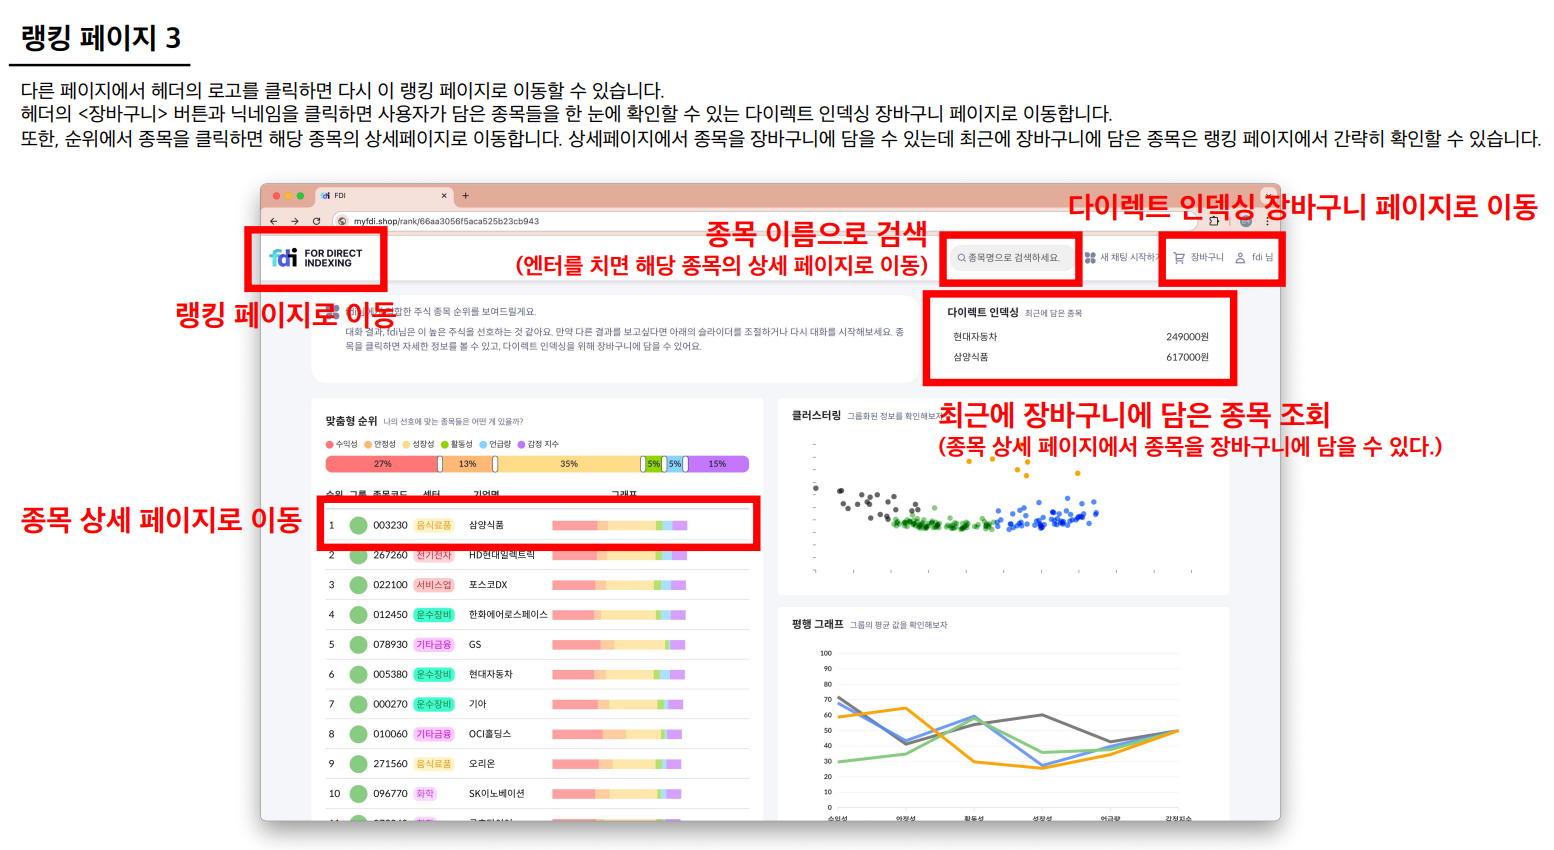 랭킹 페이지 3
다른 페이지에서 헤더의 로고를 클릭하면 다시 이 랭킹 페이지로 이동할 수 있습니다.
헤더의 <장바구니> 버튼과 닉네임을 클릭하면 사용자가 담은 종목들을 한 눈에 확인할 수 있는 다이렉트 인덱싱 장바구니 페이지로 이동합니다.
또한, 순위에서 종목을 클릭하면 해당 종목의 상세페이지로 이동합니다. 상세페이지에서 종목을 장바구니에 담을 수 있는데 최근에 장바구니에 담은 종목은 랭킹 페이지에서 간략히 확인할 수 있습니다.
fdi FDI
myfdi.shop/rank/66aa3056f5aca525b23cb943
다이렉트 인덱싱 장바구니 페이지로 이동
종목 이름으로 검색
(엔터를 치면 해당 종목의 상세 페이지로 이동)
fdi FOR DIRECT
INDEXING
종목명으로 검색하세요.
새 채팅 시작하기
장바구니
fdi 님
랭킹 페이지로 이동
적합한 주식 종목 순위를 보여드릴게요.
대화 결과, fdi님은 이 높은 주식을 선호하는 것 같아요. 만약 다른 결과를 보고싶다면 아래의 슬라이더를 조절하거나 다시 대화를 시작해보세요. 종
목을 클릭하면 자세한 정보를 볼 수 있고, 다이렉트 인덱싱을 위해 장바구니에 담을 수 있어요.
다이렉트 인덱싱 최근에 담은 종목
현대자동차 249000원
삼양식품 617000원
최근에 장바구니에 담은 종목 조회
(종목 상세 페이지에서 종목을 장바구니에 담을 수 있다.)
맞춤형 순위 나의 선호에 맞는 종목들은 어떤 게 있을까?
수익성 안정성 성장성 활동성 언급량 감정 지수
27% 13% 35% 5% 5% 15%
순위 그룹 종목코드 섹터 기업명 그래프
종목 상세 페이지로 이동
1 003230 음식료품 삼양식품
2 267260 전기전자 HD현대일렉트릭
3 022100 서비스업 포스코DX
4 012450 운수장비 한화에어로스페이스
5 078930 기타금융 GS
6 005380 운수장비 현대자동차
7 000270 운수장비 기아
8 010060 기타금융 OCI홀딩스
9 271560 음식료품 오리온
10 096770 화학 SK이노베이션
클러스터링 그룹화된 정보를 확인해보자
평행 그래프 그룹의 평균 값을 확인해보자
100
90
80
70
60
50
40
30
20
10
0
수익성 안정성 활동성 성장성 언급량 감정지수